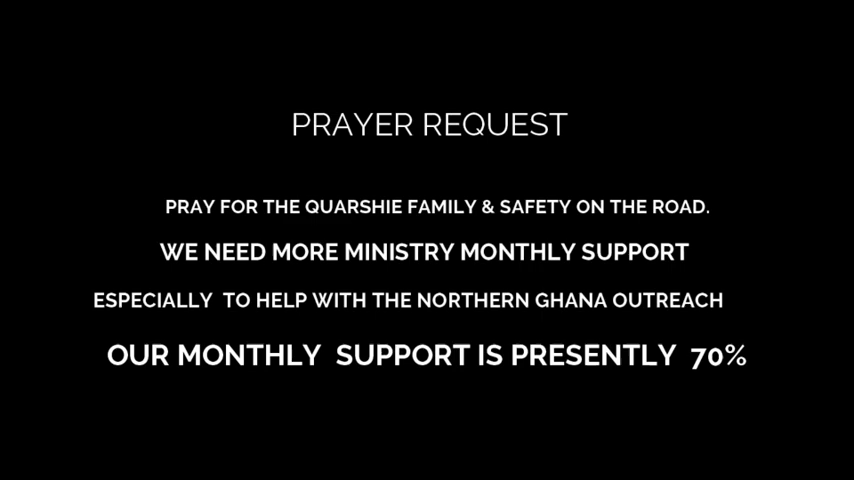 PRAYER REQUEST
PRAY FOR THE QUARSHIE FAMILY & SAFETY ON THE ROAD.
WE NEED MORE MINISTRY MONTHLY SUPPORT
ESPECIALLY TO HELP WITH THE NORTHERN GHANA OUTREACH
OUR MONTHLY SUPPORT IS PRESENTLY 70%